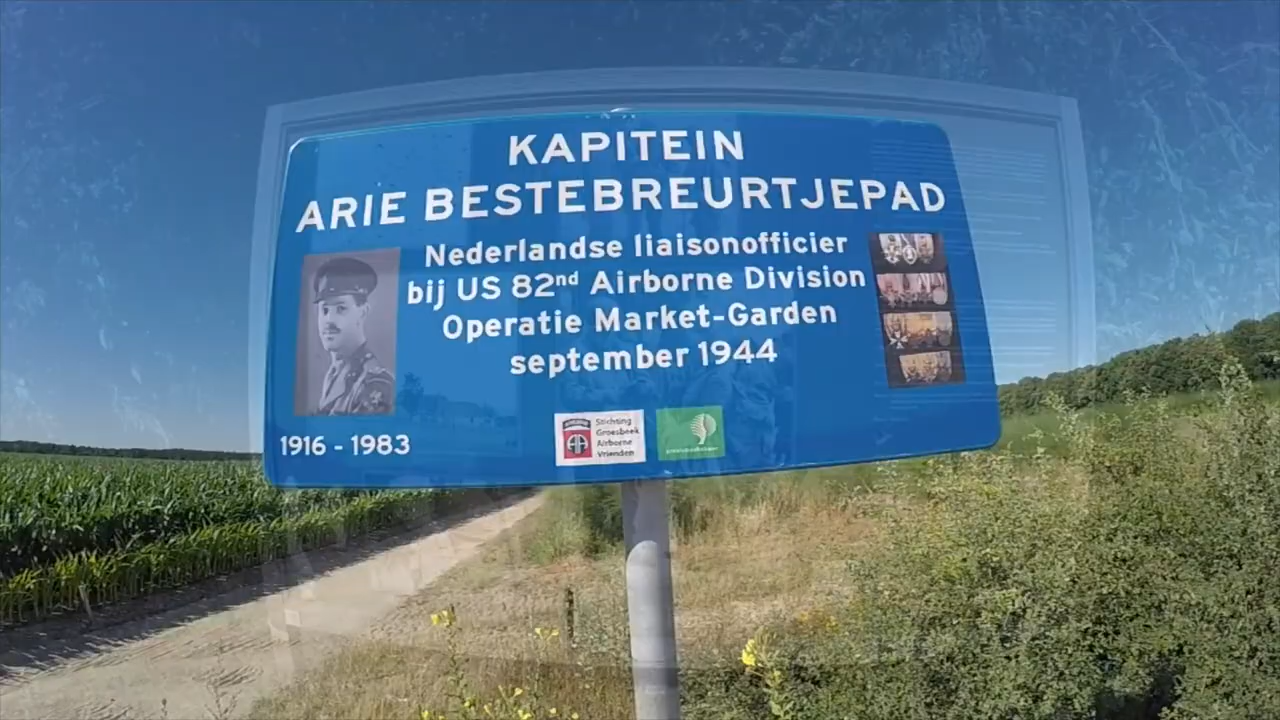 KAPITEIN
ARIE BESTEBREURTJEPAD
Nederlandse liaisonofficier
bij US 82nd Airborne Division
Operatie Market-Garden
september 1944
1916 - 1983
Stichting
Groesbeek
Airborne
Vrienden